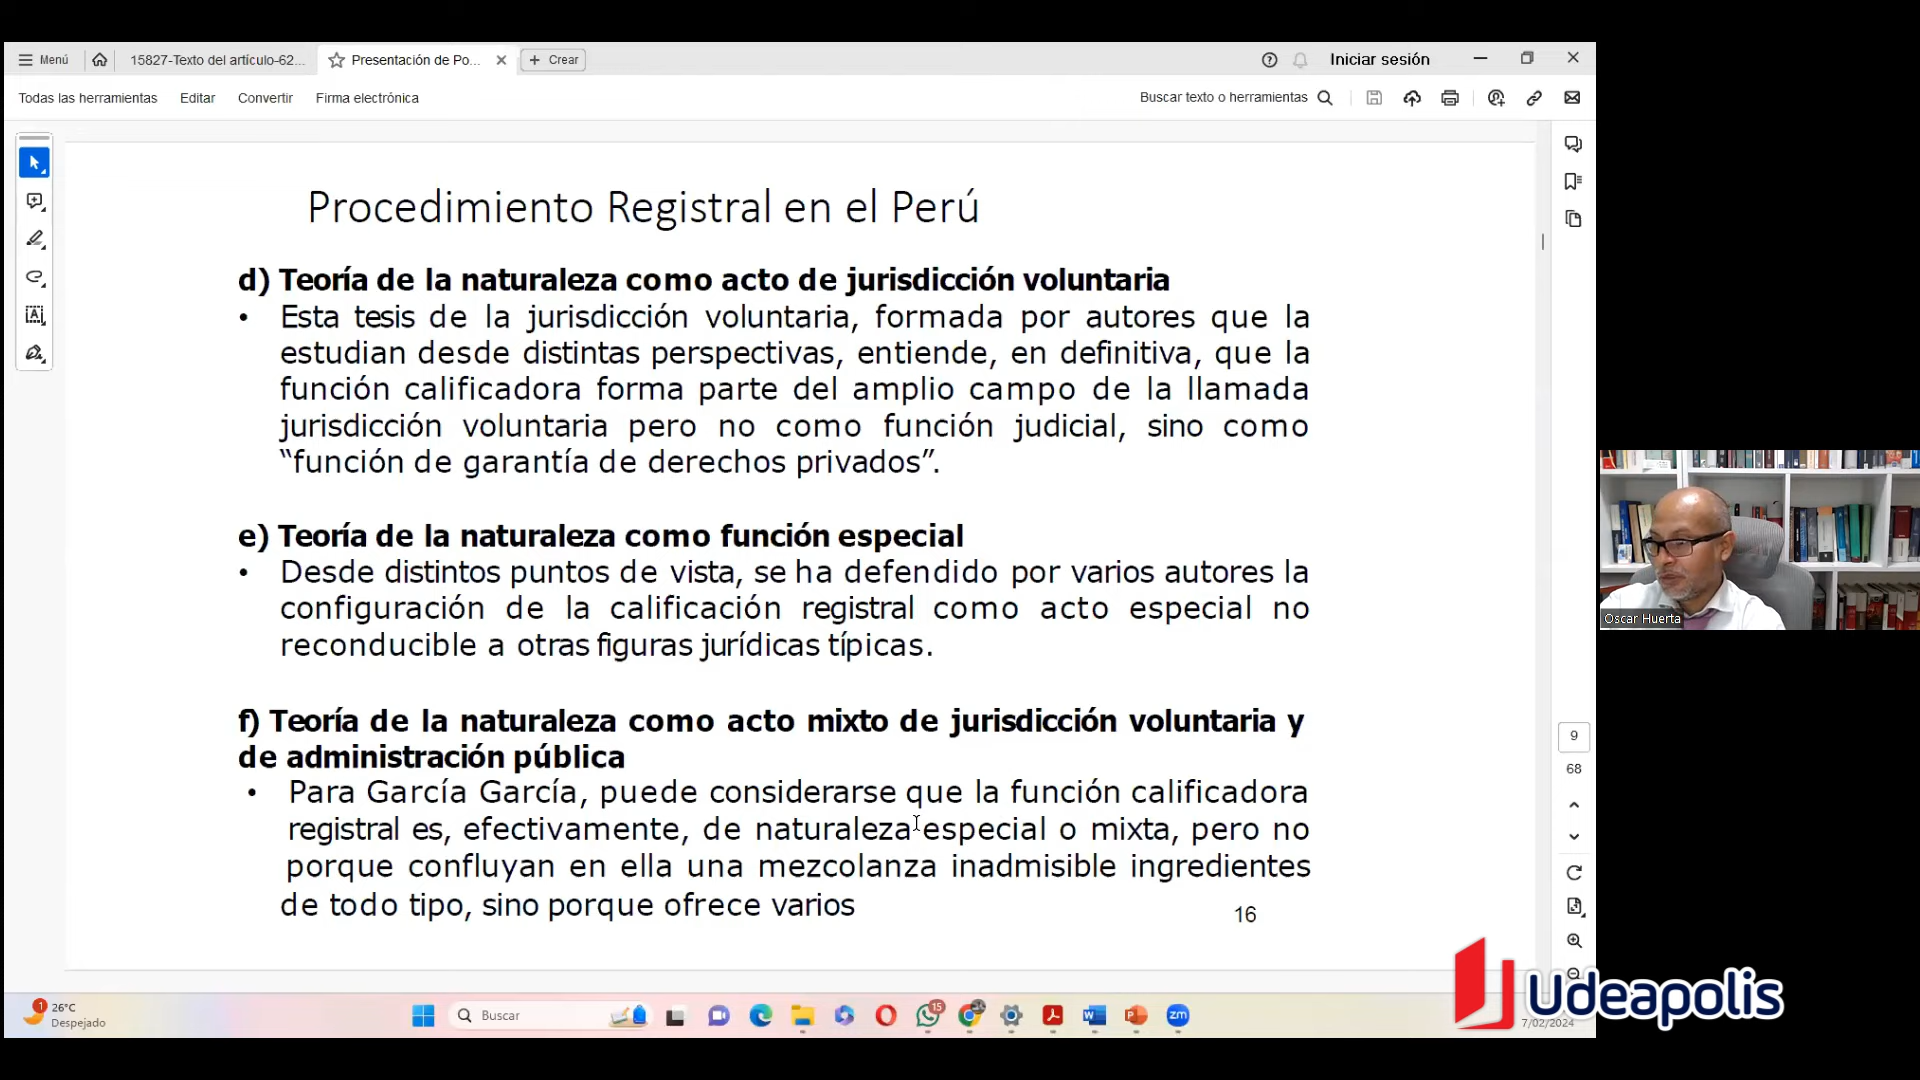 Menú
15827-Texto del artículo-62...
Presentación de Po...
Crear
Iniciar sesión
Todas las herramientas
Editar
Convertir
Firma electrónica
Buscar texto o herramientas
Procedimiento Registral en el Perú
d) Teoría de la naturaleza como acto de jurisdicción voluntaria
• Esta tesis de la jurisdicción voluntaria, formada por autores que la
estudian desde distintas perspectivas, entiende, en definitiva, que la
función calificadora forma parte del amplio campo de la llamada
jurisdicción voluntaria pero no como función judicial, sino como
“función de garantía de derechos privados”.
e) Teoría de la naturaleza como función especial
• Desde distintos puntos de vista, se ha defendido por varios autores la
configuración de la calificación registral como acto especial no
reconducible a otras figuras jurídicas típicas.
f) Teoría de la naturaleza como acto mixto de jurisdicción voluntaria y
de administración pública
• Para García García, puede considerarse que la función calificadora
registral es, efectivamente, de naturaleza especial o mixta, pero no
porque confluyan en ella una mezcolanza inadmisible ingredientes
de todo tipo, sino porque ofrece varios
16
9
68
Oscar Huerta
1
26°C
Despejado
Buscar
15
zm
Udeapolis
7/02/2024